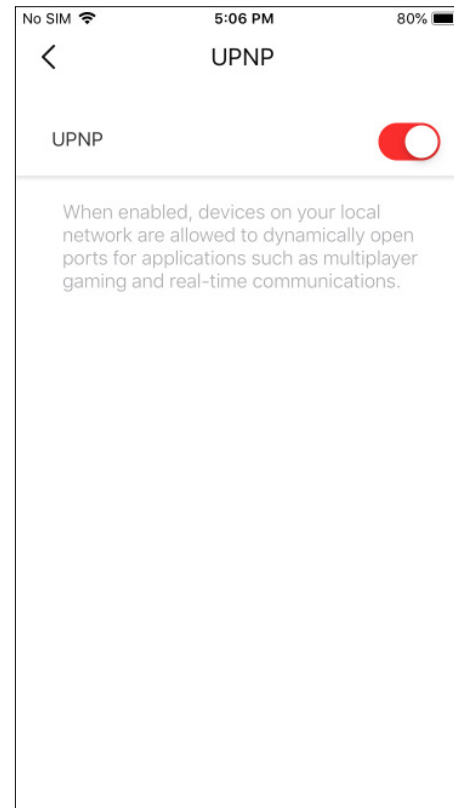 No SIM 5:06 PM 80%
UPNP
UPNP
When enabled, devices on your local
network are allowed to dynamically open
ports for applications such as multiplayer
gaming and real-time communications.